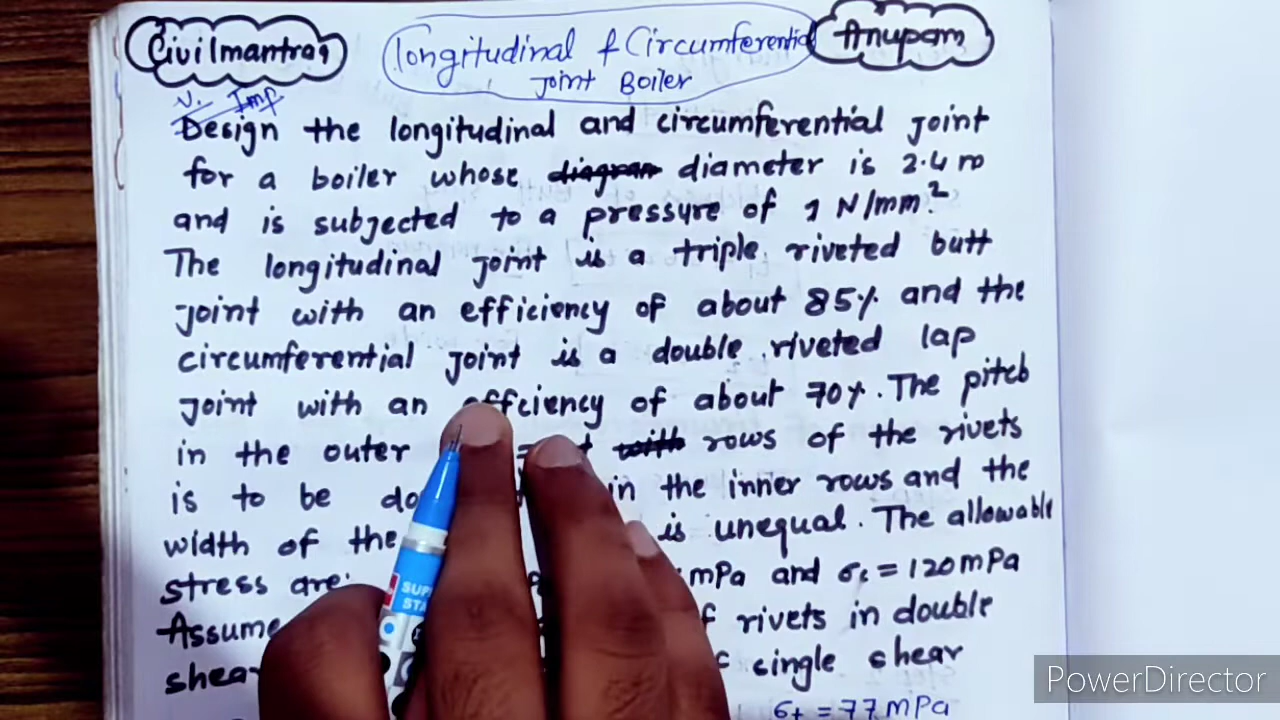 Civilmantraa
Longitudinal & Circumferential
Joint Boiler
Anupam
V. Imp
Design the longitudinal and circumferential joint
for a boiler whose diagram diameter is 2.4 m
and is subjected to a pressure of 1 N/mm².
The longitudinal joint is a triple riveted butt
joint with an efficiency of about 85% and the
circumferential joint is a double riveted lap
joint with an effciency of about 70%. The pitch
in the outer with rows of the rivets
is to be in the inner rows and the
width of the is unequal. The allowable
stress are: mPa and σc = 120 mPa
Assume rivets in double
shear single shear
σt = 77 mPa
SUP
STA
PowerDirector